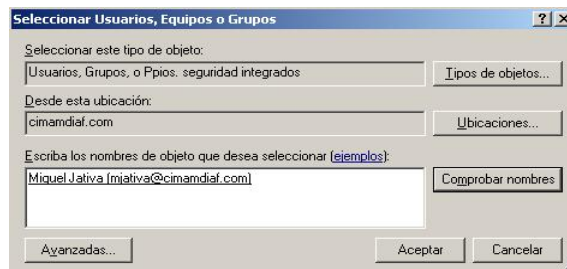 Seleccionar Usuarios, Equipos o Grupos
Seleccionar este tipo de objeto:
Usuarios, Grupos, o Ppios. seguridad integrados
Tipos de objetos...
Desde esta ubicación:
cimamdiaf.com
Ubicaciones...
Escriba los nombres de objeto que desea seleccionar (ejemplos):
Miguel Jativa (mjativa@cimamdiaf.com)
Comprobar nombres
Avanzadas...
Aceptar
Cancelar